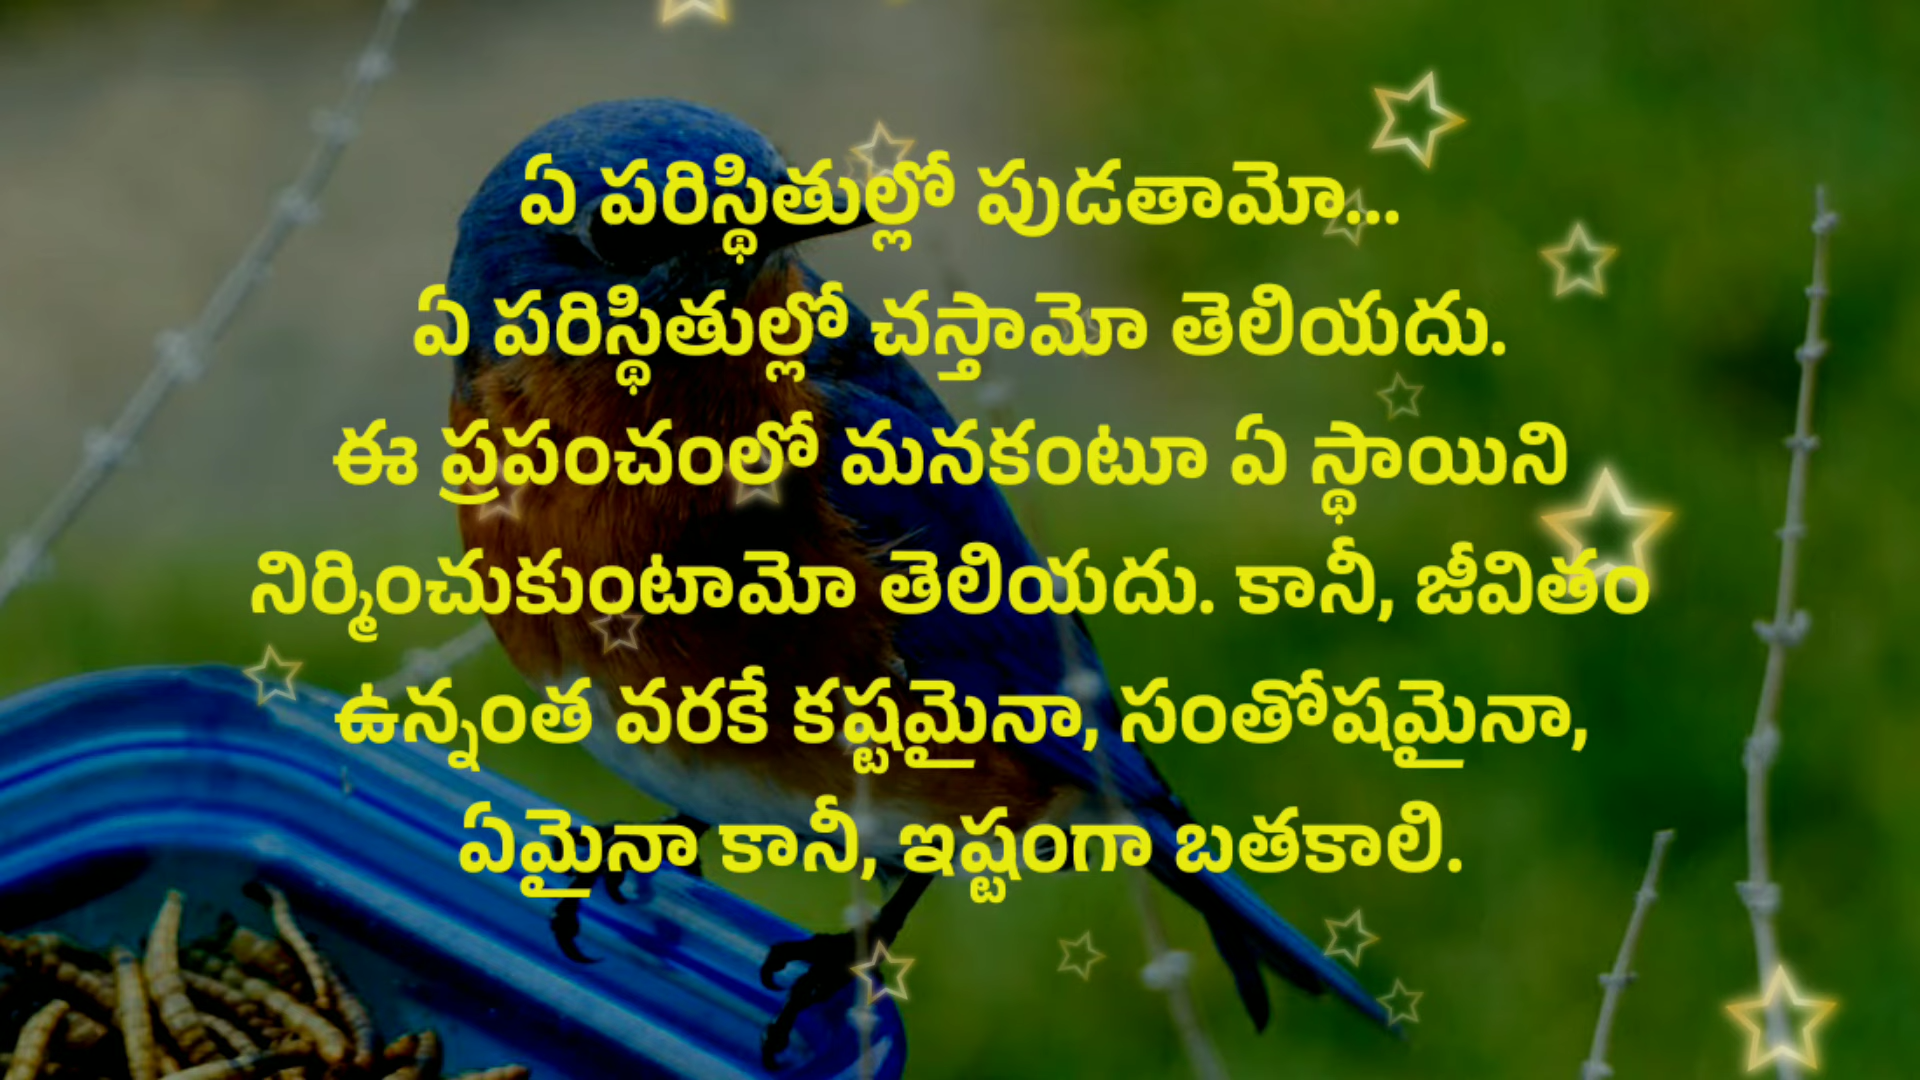 ఏ పరిస్థితుల్లో పుడతామో...
ఏ పరిస్థితుల్లో చస్తామో తెలియదు.
ఈ ప్రపంచంలో మనకంటూ ఏ స్థాయిని
నిర్మించుకుంటామో తెలియదు. కానీ, జీవితం
ఉన్నంత వరకే కష్టమైనా, సంతోషమైనా,
ఏమైనా కానీ, ఇష్టంగా బతకాలి.